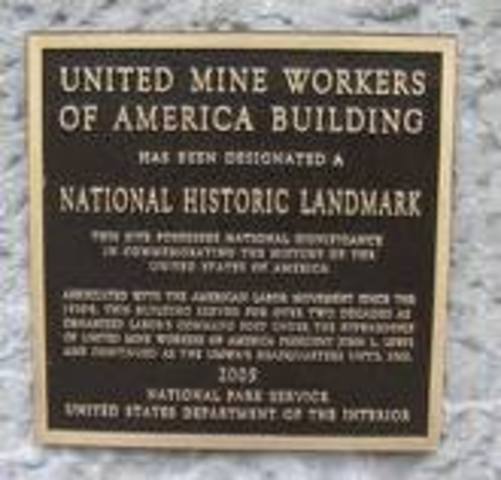 UNITED MINE WORKERS
OF AMERICA BUILDING
HAS BEEN DESIGNATED A
NATIONAL HISTORIC LANDMARK
THIS SITE POSSESSES NATIONAL SIGNIFICANCE
IN COMMEMORATING THE HISTORY OF THE
UNITED STATES OF AMERICA
ASSOCIATED WITH THE AMERICAN LABOR MOVEMENT SINCE THE
1930S, THIS BUILDING SERVED FOR OVER TWO DECADES AS
LABOR'S COMMAND POST UNDER THE
OF UNITED MINE WORKERS OF AMERICA PRESIDENT JOHN L. LEWIS
AND CONTINUED AS THE UNION'S HEADQUARTERS UNTIL
2005
NATIONAL PARK SERVICE
UNITED STATES DEPARTMENT OF THE INTERIOR